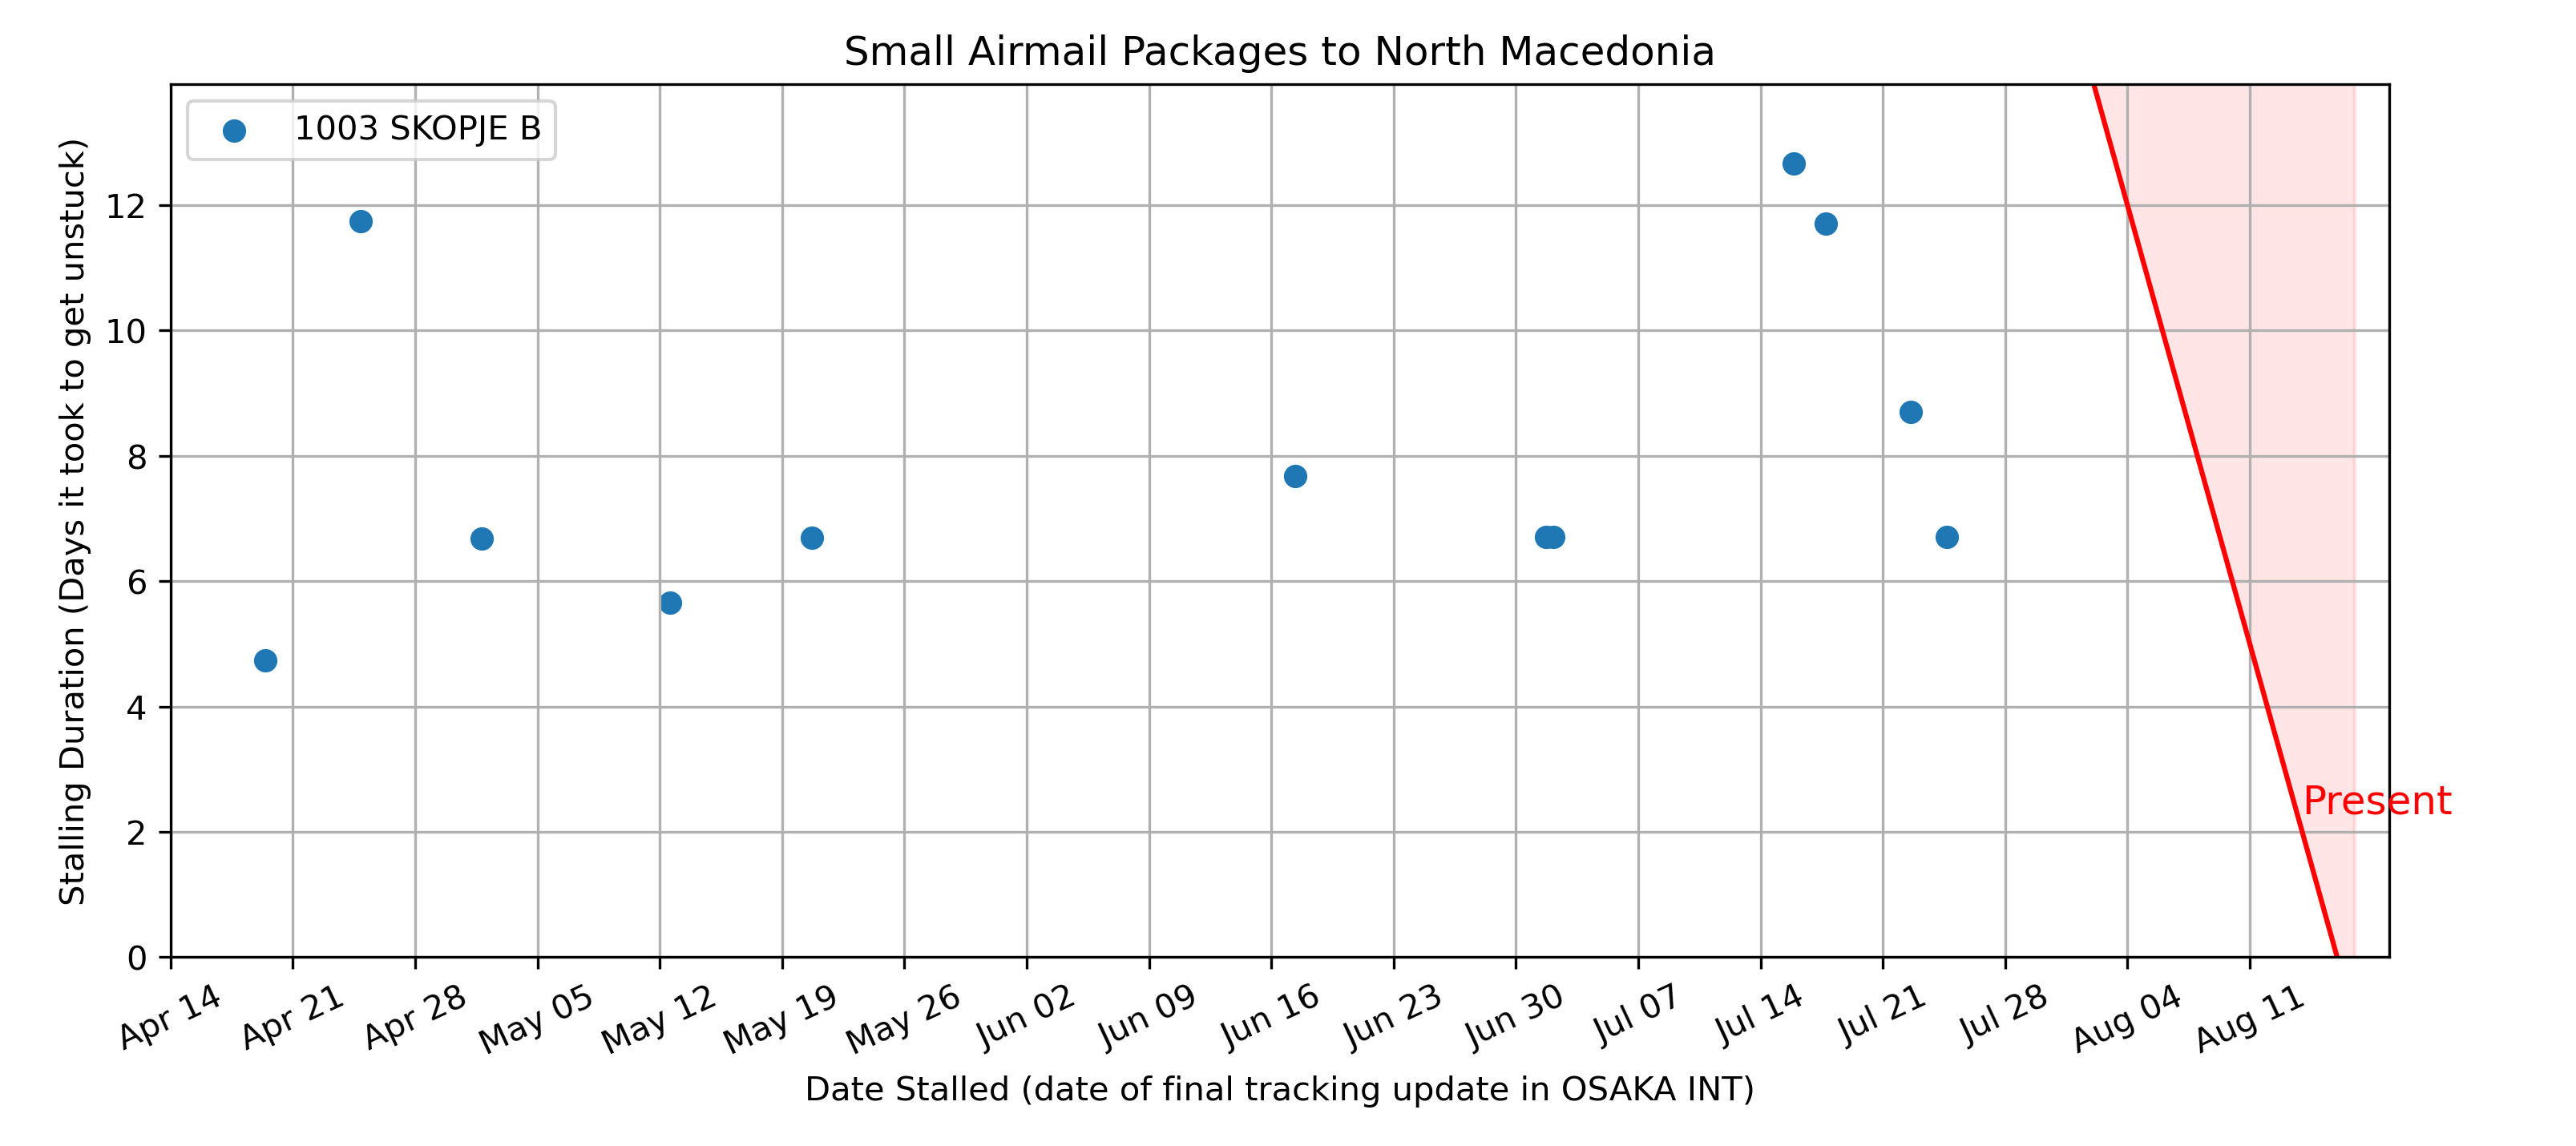 Small Airmail Packages to North Macedonia
1003 SKOPJE B
Stalling Duration (Days it took to get unstuck)
12
10
8
6
4
2
0
Present
Apr 14 Apr 21 Apr 28 May 05 May 12 May 19 May 26 Jun 02 Jun 09 Jun 16 Jun 23 Jun 30 Jul 07 Jul 14 Jul 21 Jul 28 Aug 04 Aug 11
Date Stalled (date of final tracking update in OSAKA INT)